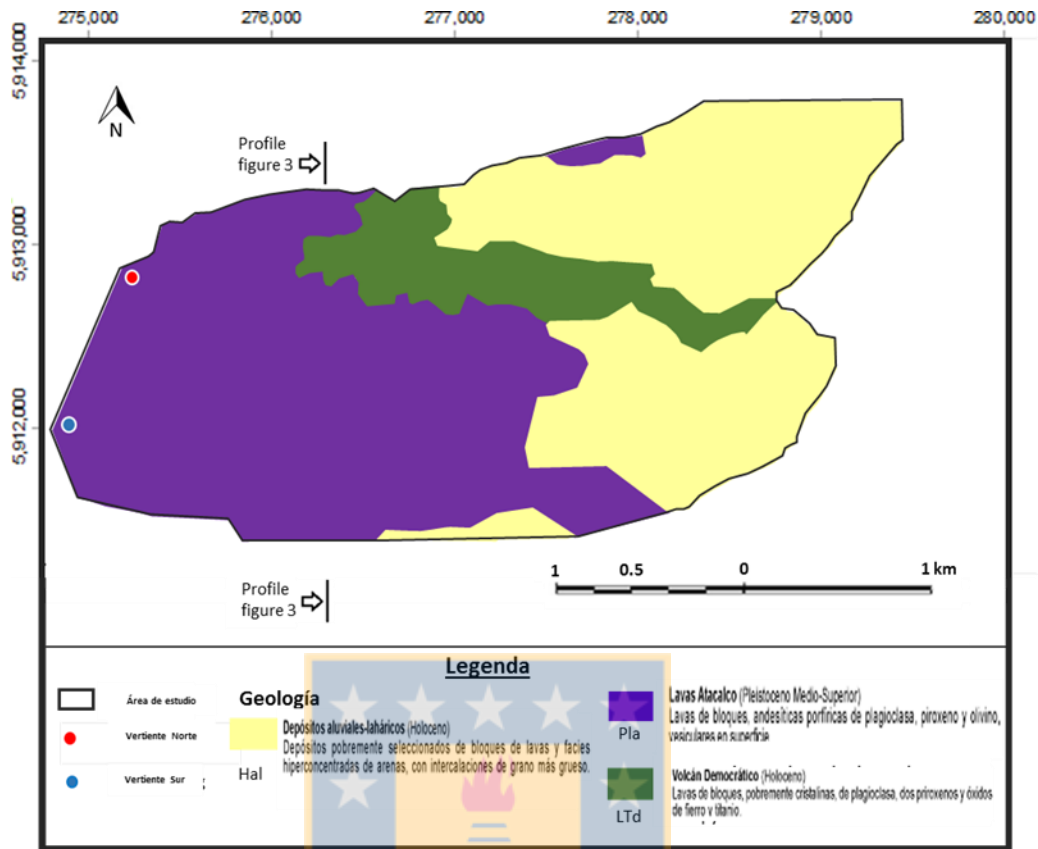 275,000 276,000 277,000 278,000 279,000 280,000
5,914,000
N
Profile
figure 3
5,913,000
5,912,000
1 0.5 0 1 km
Profile
figure 3
Legenda
Área de estudio
Vertiente Norte
Vertiente Sur ;
Geología
Hal
Depósitos aluviales-laháricos (Holoceno)
Depósitos pobremente seleccionados de bloques de lavas y facies
hiperconcentradas de arenas, con intercalaciones de grano más grueso.
Pla
Lavas Atacalco (Pleistoceno Medio-Superior)
Lavas de bloques, andesíticas porfíricas de plagioclasa, piroxeno y olivino,
vesiculares en superficie
LTd
Volcán Democrático (Holoceno)
Lavas de bloques, pobremente cristalinas, de plagioclasa, dos priroxenos y óxidos
de fierro y titanio.